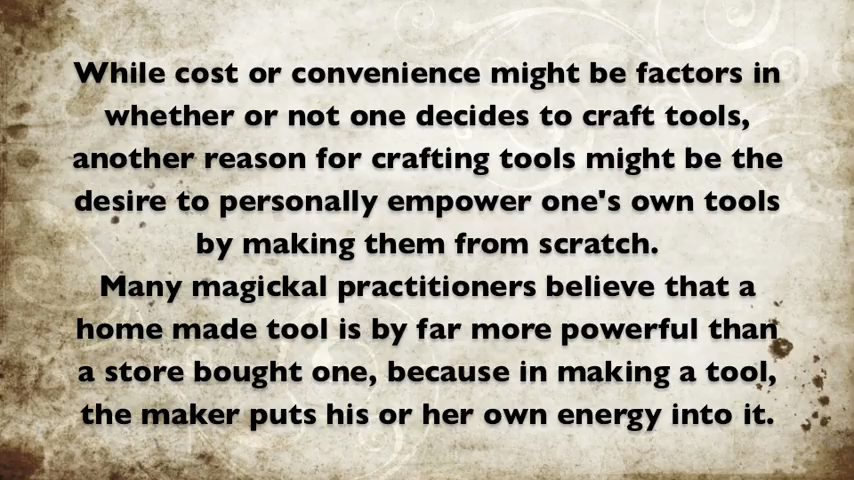 While cost or convenience might be factors in
whether or not one decides to craft tools,
another reason for crafting tools might be the
desire to personally empower one's own tools
by making them from scratch.
Many magickal practitioners believe that a
home made tool is by far more powerful than
a store bought one, because in making a tool,
the maker puts his or her own energy into it.